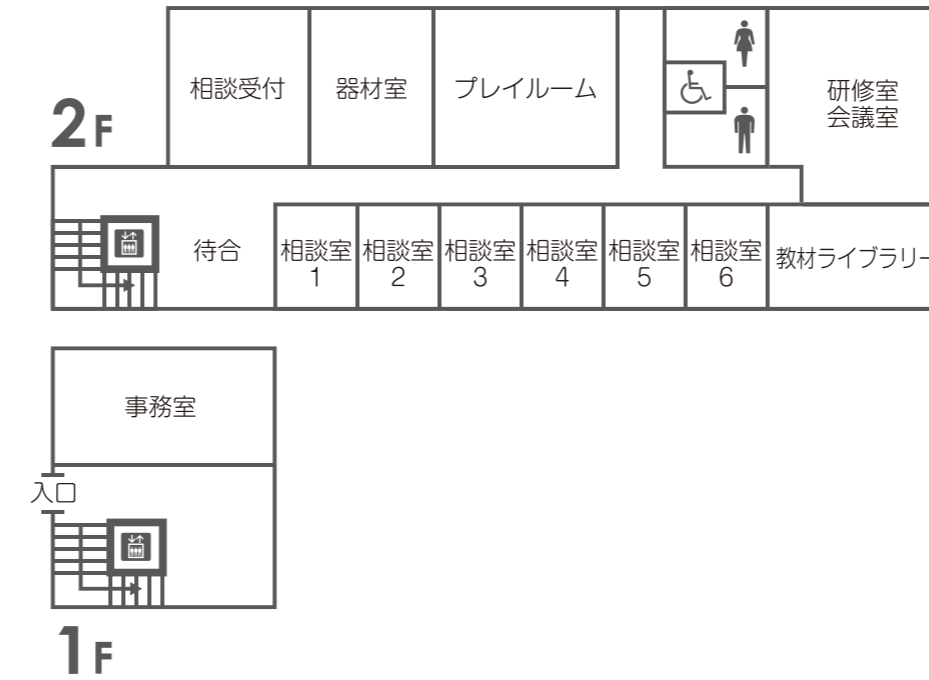 2F
相談受付
器材室
プレイルーム
研修室
会議室
待合
相談室
1
相談室
2
相談室
3
相談室
4
相談室
5
相談室
6
教材ライブラリー
事務室
入口
1F